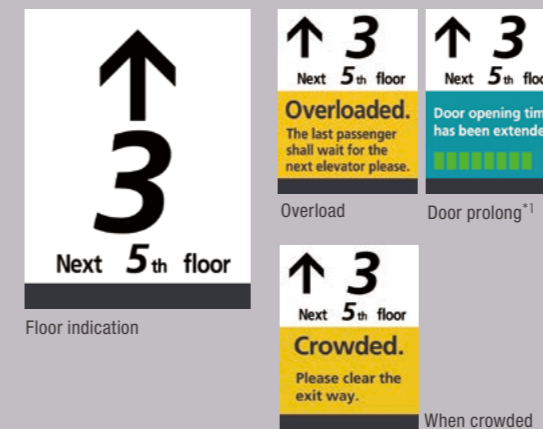 3
Next 5th floor
Floor indication
3
Next 5th floor
Overloaded.
The last passenger
shall wait for the
next elevator please.
Overload
3
Next 5th
Door opening
has been
Door prolong*1
3
Next 5th floor
Crowded.
Please clear the
exit way.
When crowded